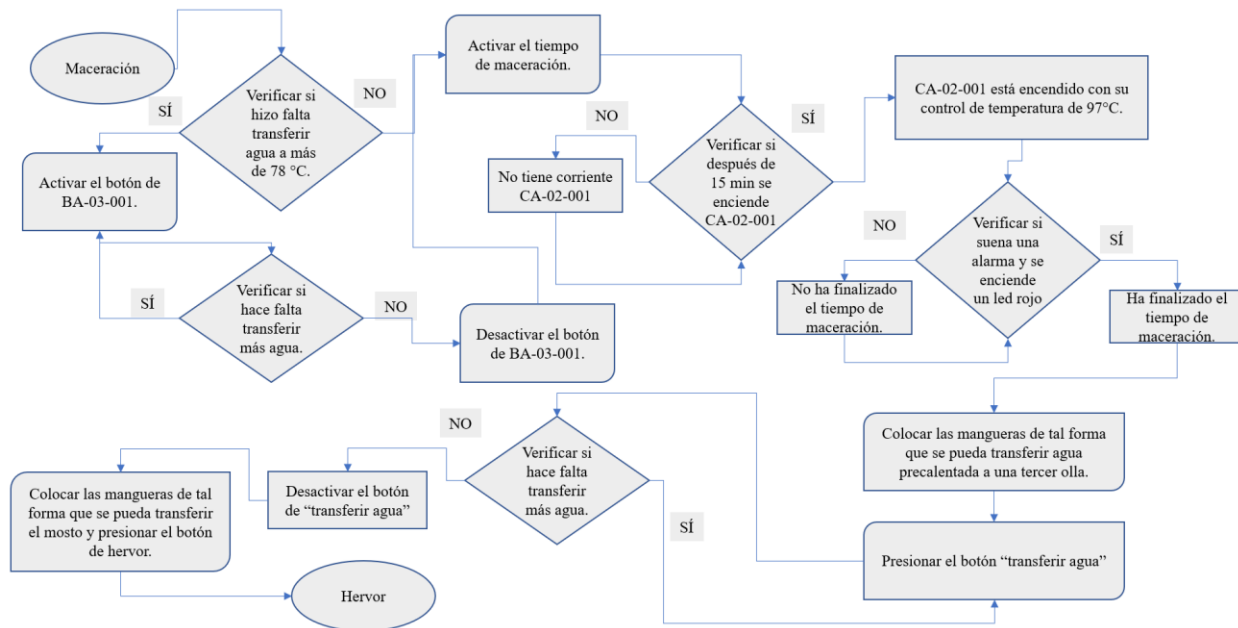 Maceración
SÍ
Verificar si
hizo falta
transferir
agua a más
de 78 °C.
NO
Activar el tiempo
de maceración.
Activar el botón de
BA-03-001.
SÍ
Verificar si
hace falta
transferir
más agua.
NO
Desactivar el botón
de BA-03-001.
NO
No tiene corriente
CA-02-001
Verificar si
después de
15 min se
enciende
CA-02-001
SÍ
CA-02-001 está encendido con su
control de temperatura de 97°C.
NO
Verificar si
suena una
alarma y se
enciende
un led rojo
SÍ
No ha finalizado
el tiempo de
maceración.
Ha finalizado el
tiempo de
maceración.
Colocar las mangueras de tal forma
que se pueda transferir agua
precalentada a una tercer olla.
Presionar el botón “transferir agua”
SÍ
Verificar si
hace falta
transferir
más agua.
NO
Desactivar el botón
de “transferir agua”
Colocar las mangueras de tal
forma que se pueda transferir
el mosto y presionar el botón
de hervor.
Hervor